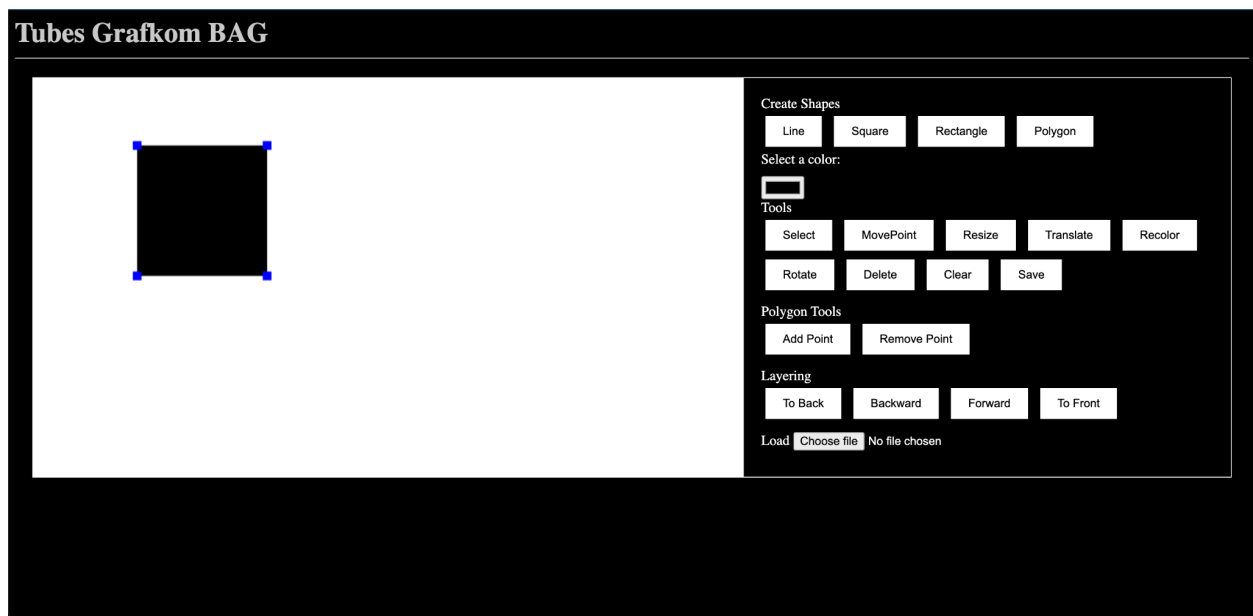 Tubes Grafkom BAG
Create Shapes
Line Square Rectangle Polygon
Select a color:
Tools
Select MovePoint Resize Translate Recolor
Rotate Delete Clear Save
Polygon Tools
Add Point Remove Point
Layering
To Back Backward Forward To Front
Load Choose file No file chosen